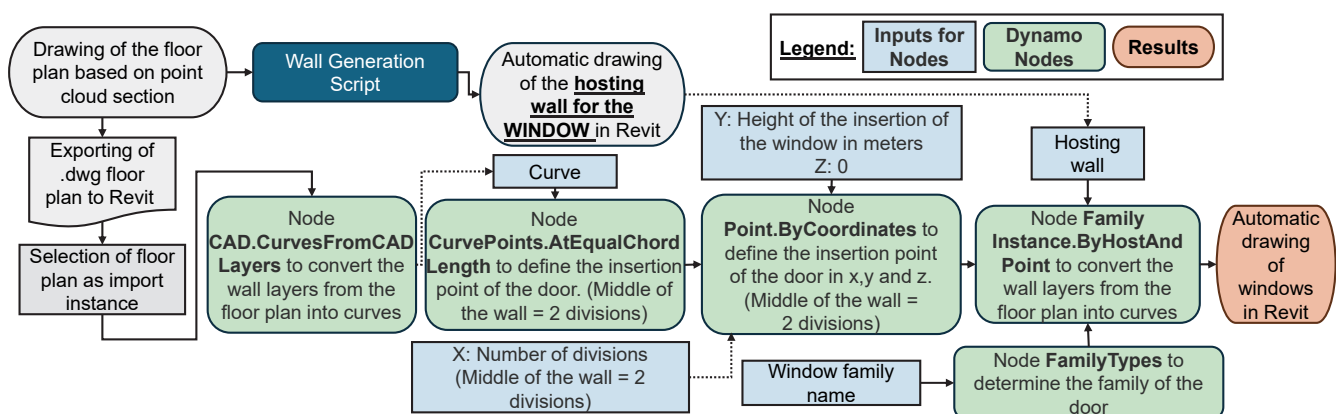 Drawing of the floor
plan based on point
cloud section
Wall Generation
Script
Automatic drawing
of the hosting
wall for the
WINDOW in Revit
Legend:
Inputs for
Nodes
Dynamo
Nodes
Results
Exporting of
.dwg floor
plan to Revit
Selection of floor
plan as import
instance
Node
CAD.CurvesFromCAD
Layers to convert the
wall layers from the
floor plan into curves
Curve
Node
CurvePoints.AtEqualChord
Length to define the insertion
point of the door. (Middle of
the wall = 2 divisions)
X: Number of divisions
(Middle of the wall = 2
divisions)
Y: Height of the insertion of
the window in meters
Z: 0
Node
Point.ByCoordinates to
define the insertion point
of the door in x,y and z.
(Middle of the wall =
2 divisions)
Hosting
wall
Node Family
Instance.ByHostAnd
Point to convert the
wall layers from the
floor plan into curves
Automatic
drawing
of
windows
in Revit
Window family
name
Node FamilyTypes to
determine the family of the
door